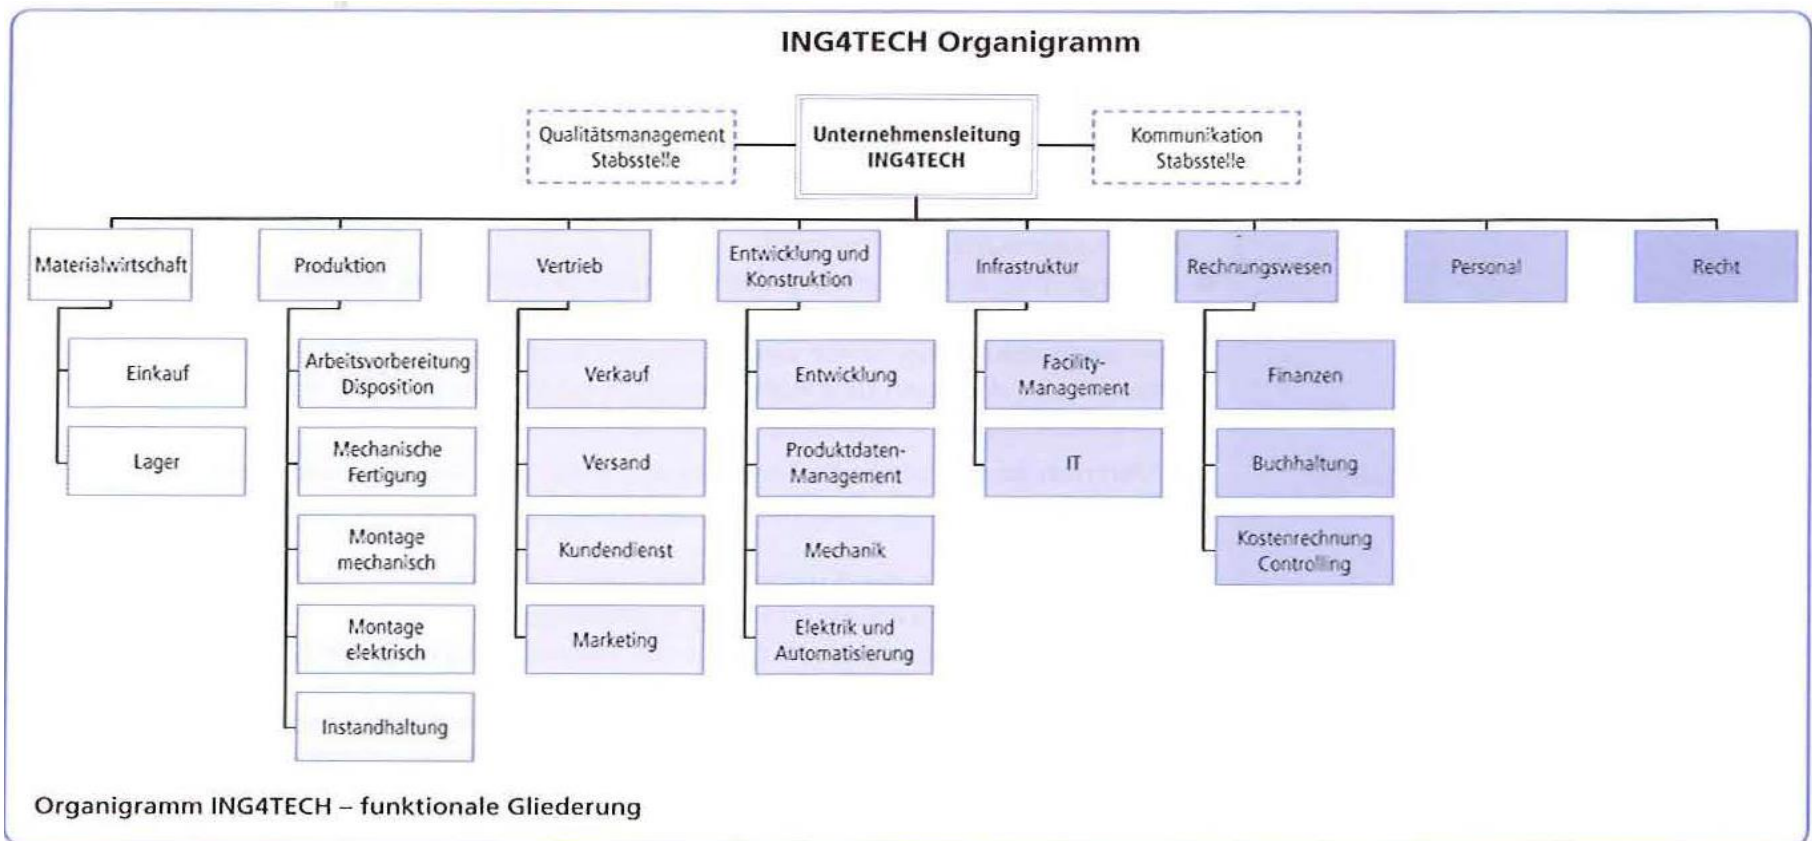 ING4TECH Organigramm
Qualitätsmanagement
Stabsstelle
Unternehmensleitung
ING4TECH
Kommunikation
Stabsstelle
Materialwirtschaft
Produktion
Vertrieb
Entwicklung und
Konstruktion
Infrastruktur
Rechnungswesen
Personal
Recht
Einkauf
Lager
Arbeitsvorbereitung
Disposition
Mechanische
Fertigung
Montage
mechanisch
Montage
elektrisch
Instandhaltung
Verkauf
Versand
Kundendienst
Marketing
Entwicklung
Produktdaten-
Management
Mechanik
Elektrik und
Automatisierung
Facility-
Management
IT
Finanzen
Buchhaltung
Kostenrechnung
Controlling
Organigramm ING4TECH – funktionale Gliederung